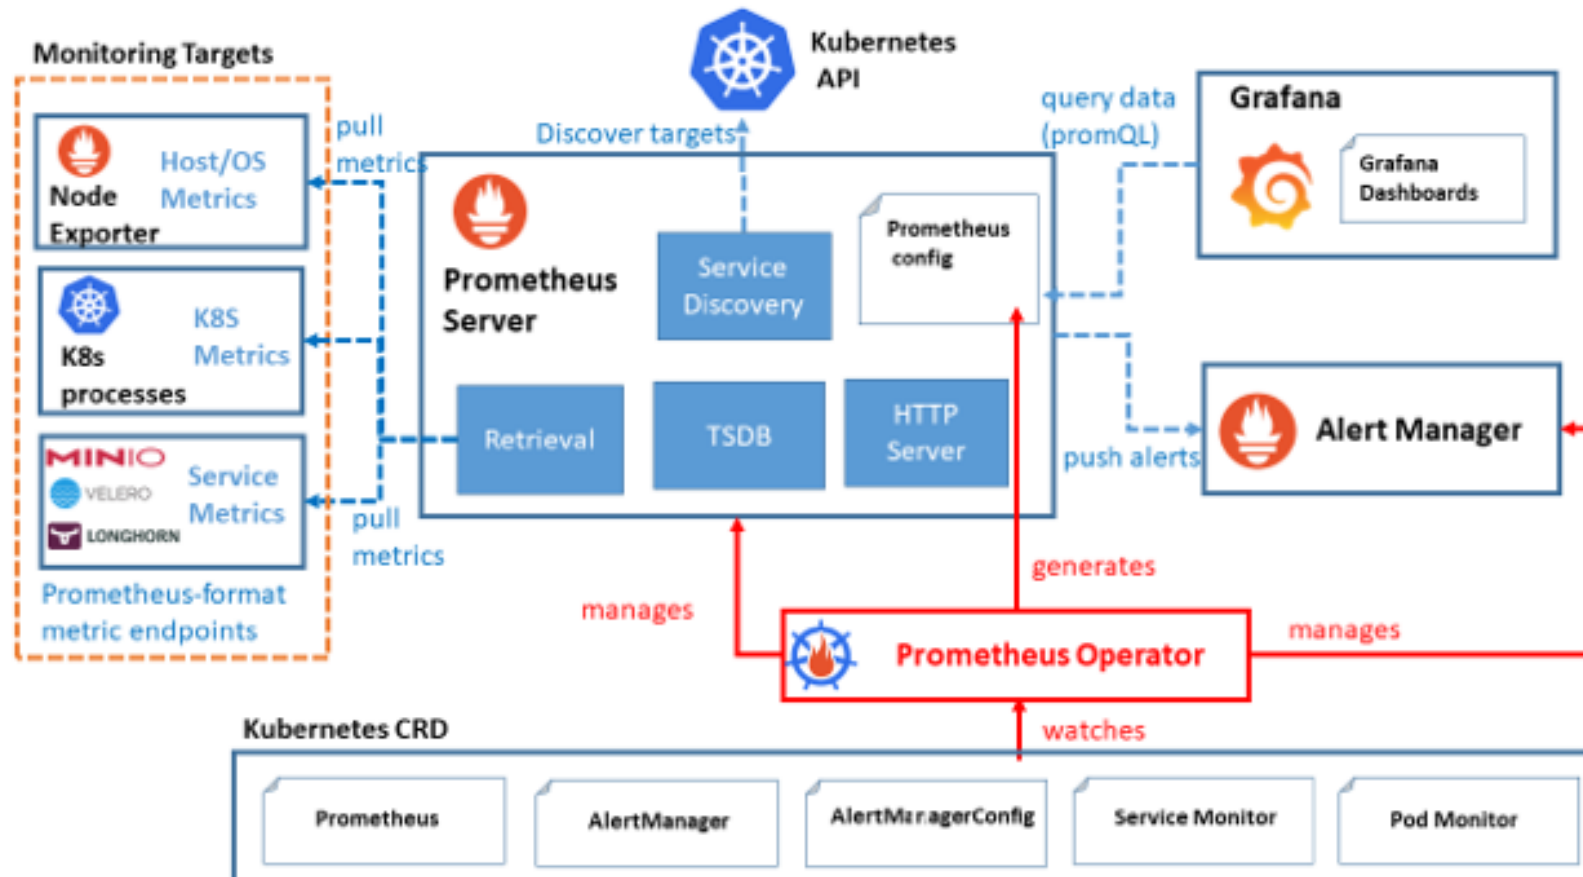 Monitoring Targets
Node
Exporter
Host/OS
Metrics
K8s
processes
K8S
Metrics
MINIO
VELERO
LONGHORN
Service
Metrics
Prometheus-format
metric endpoints
pull
metrics
pull
metrics
Kubernetes
API
Discover targets
Prometheus
Server
Service
Discovery
Prometheus
config
Retrieval
TSDB
HTTP
Server
query data
(promQL)
Grafana
Grafana
Dashboards
Alert Manager
push alerts
generates
manages
Prometheus Operator
manages
watches
Kubernetes CRD
Prometheus
AlertManager
AlertManagerConfig
Service Monitor
Pod Monitor